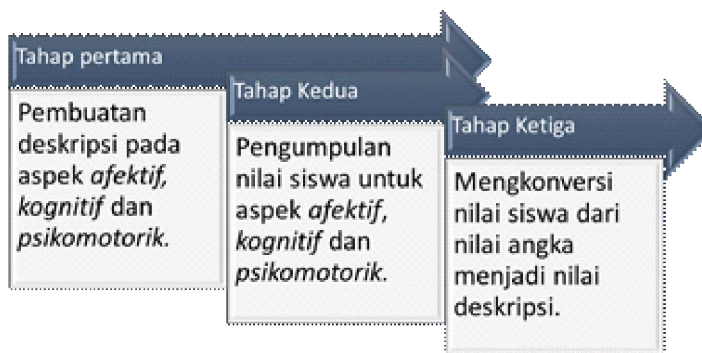 Tahap pertama
Pembuatan
deskripsi pada
aspek afektif,
kognitif dan
psikomotorik.
Tahap Kedua
Pengumpulan
nilai siswa untuk
aspek afektif,
kognitif dan
psikomotorik.
Tahap Ketiga
Mengkonversi
nilai siswa dari
nilai angka
menjadi nilai
deskripsi.